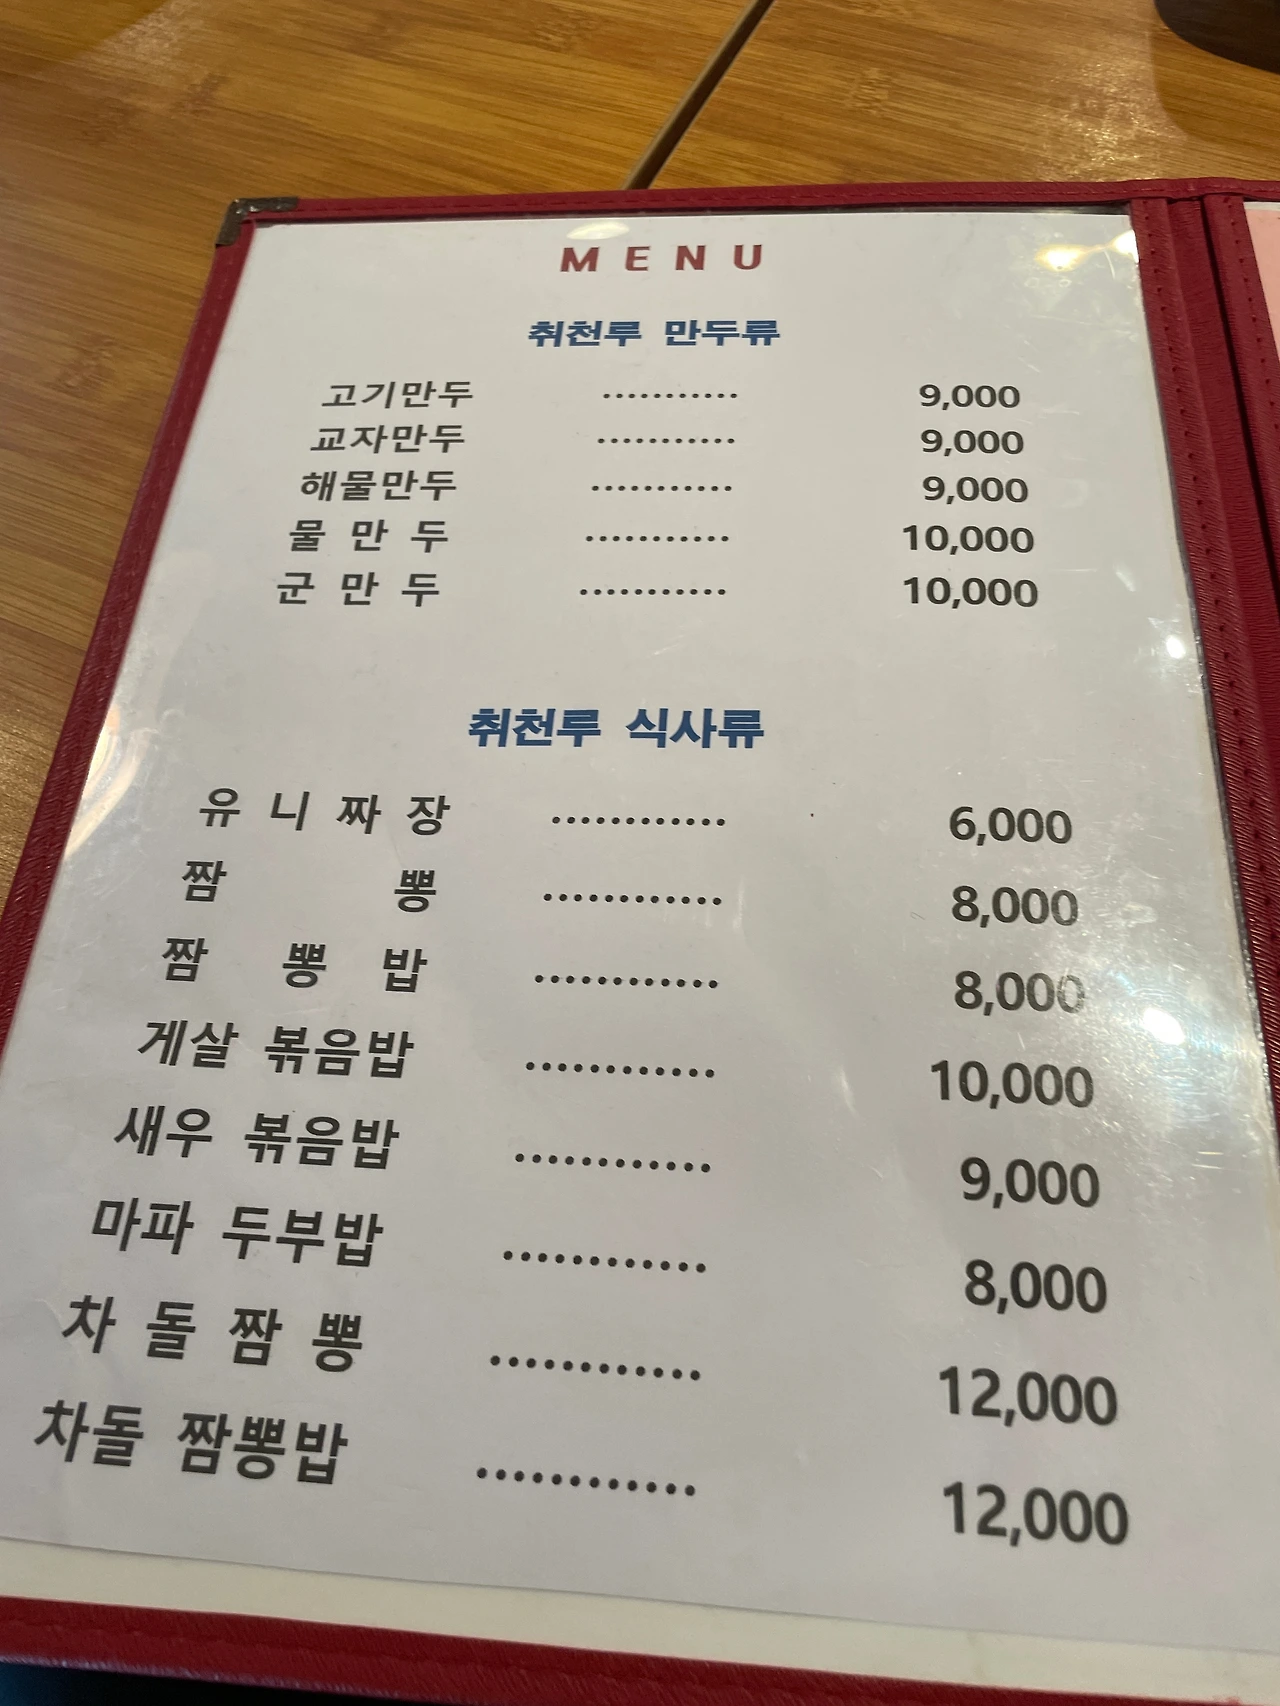 MENU
취천루 만두류
고기만두 ........... 9,000
교자만두 ........... 9,000
해물만두 ........... 9,000
물 만 두 ........... 10,000
군 만 두 ........... 10,000
취천루 식사류
유 니 짜 장 ............ 6,000
짬 뽕 ............ 8,000
짬 뽕 밥 ............ 8,000
게살 볶음밥 ............ 10,000
새우 볶음밥 ............ 9,000
마파 두부밥 ............ 8,000
차 돌 짬 뽕 ............ 12,000
차돌 짬뽕밥 ............ 12,000